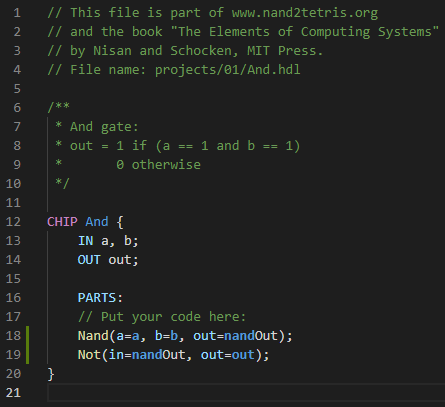 1 // This file is part of www.nand2tetris.org
2 // and the book "The Elements of Computing Systems"
3 // by Nisan and Schocken, MIT Press.
4 // File name: projects/01/And.hdl
5
6 /**
7  * And gate:
8  * out = 1 if (a == 1 and b == 1)
9  *       0 otherwise
10  */
11
12 CHIP And {
13     IN a, b;
14     OUT out;
15
16     PARTS:
17     // Put your code here:
18     Nand(a=a, b=b, out=nandOut);
19     Not(in=nandOut, out=out);
20 }
21